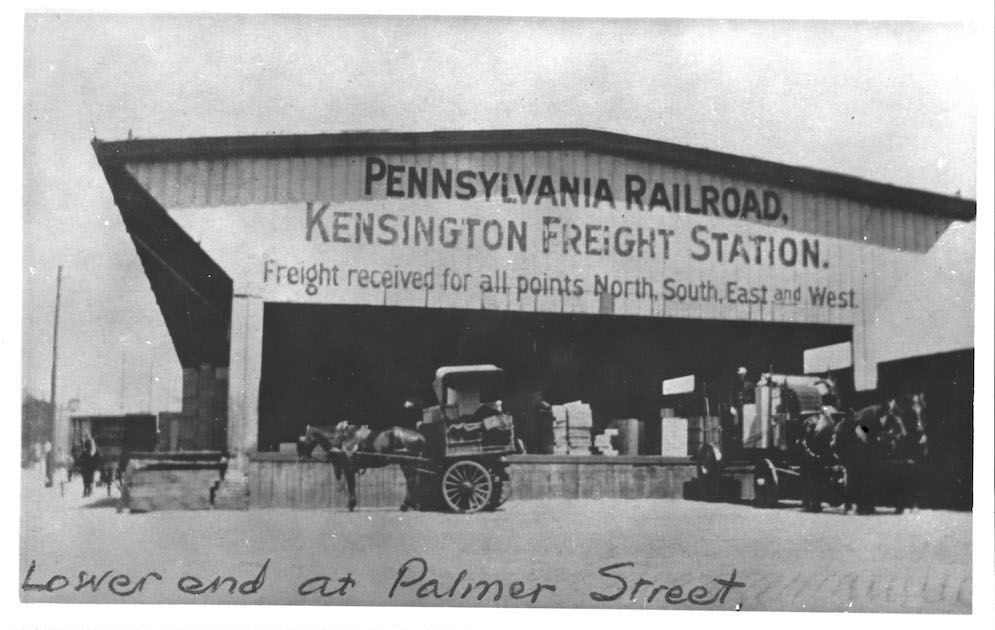 PENNSYLVANIA RAILROAD,
KENSINGTON FREIGHT STATION.
Freight received for all points North, South, East and West.
Lower end at Palmer Street.